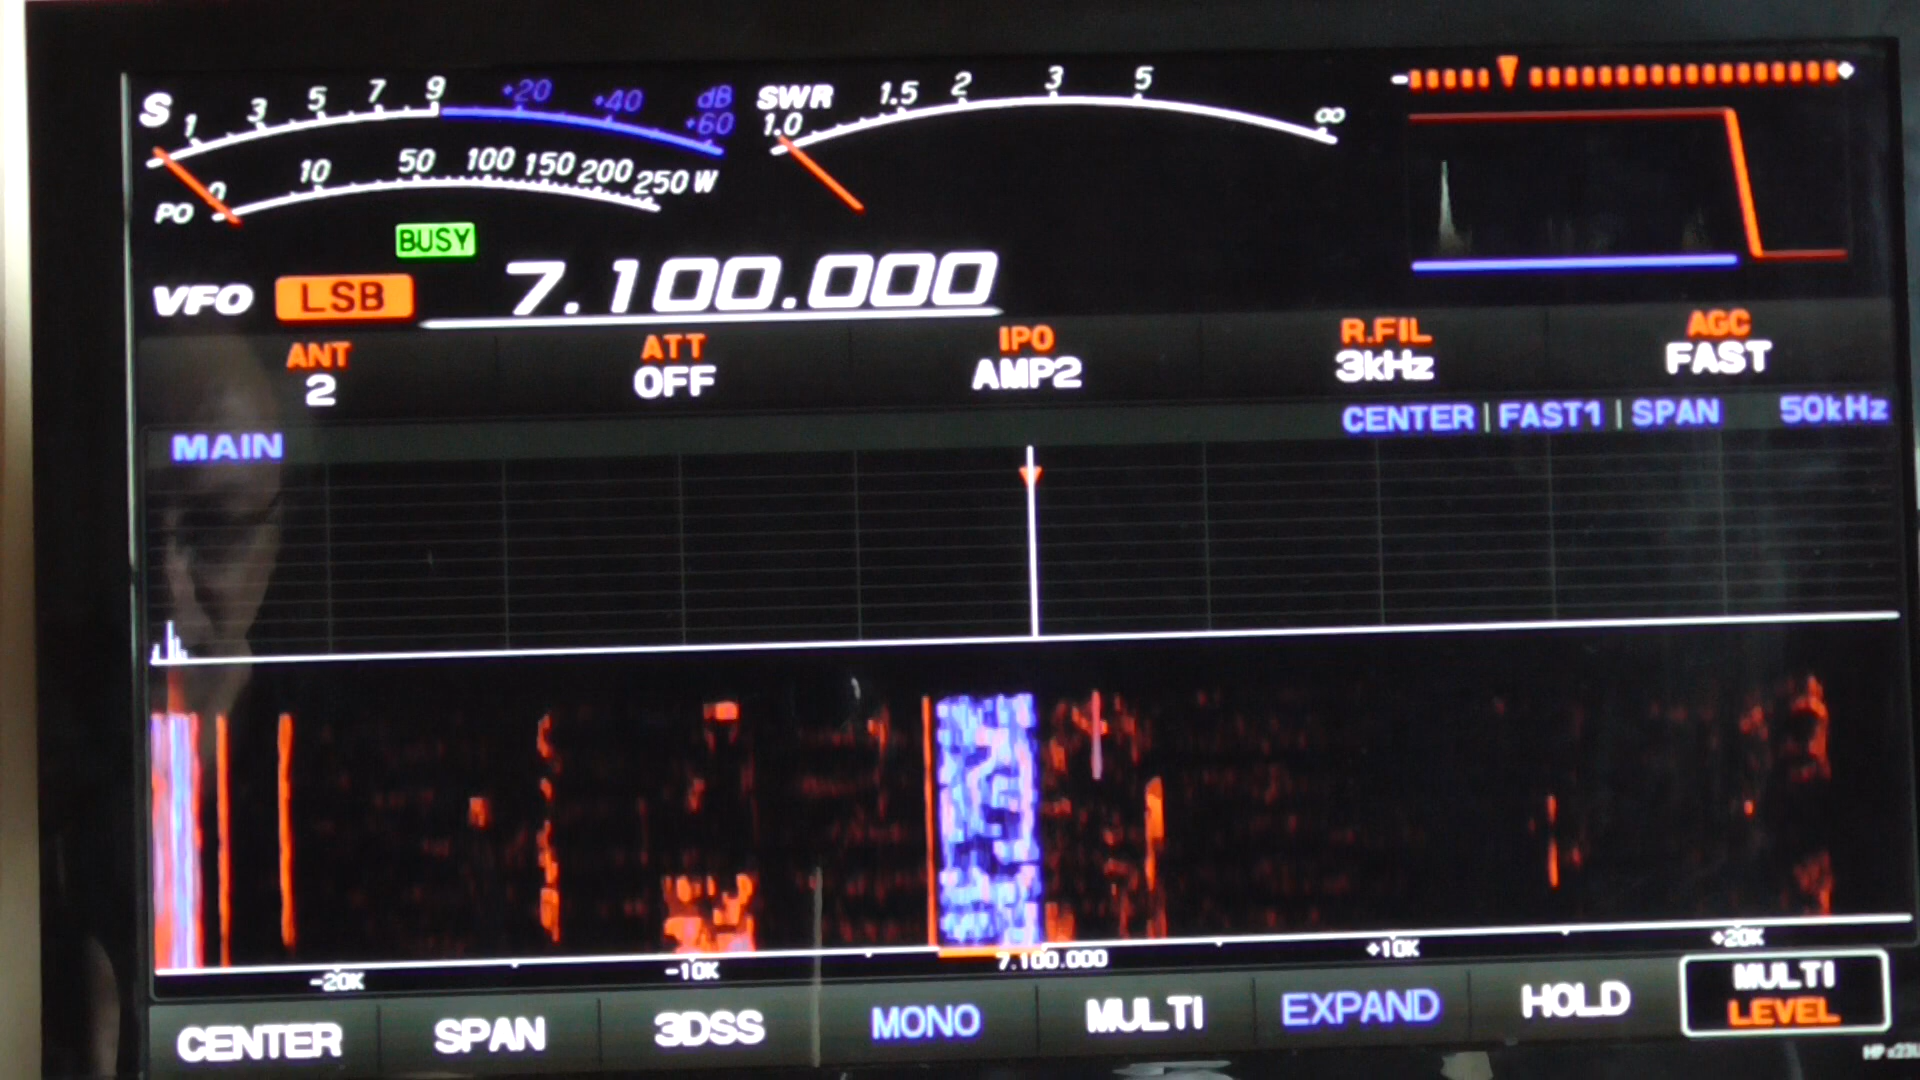 S 1 3 5 7 9 +20 +40 dB +60
SWR 1.0 1.5 2 3 5 ∞
PO 0 10 50 100 150 200 250 W
BUSY
VFO LSB 7.100.000
ANT ATT IPO R.FIL AGC
2 OFF AMP2 3kHz FAST
MAIN CENTER | FAST1 | SPAN 50kHz
-20K -10K 7.100.000 +10K +20K
CENTER SPAN 3DSS MONO MULTI EXPAND HOLD MULTI
LEVEL